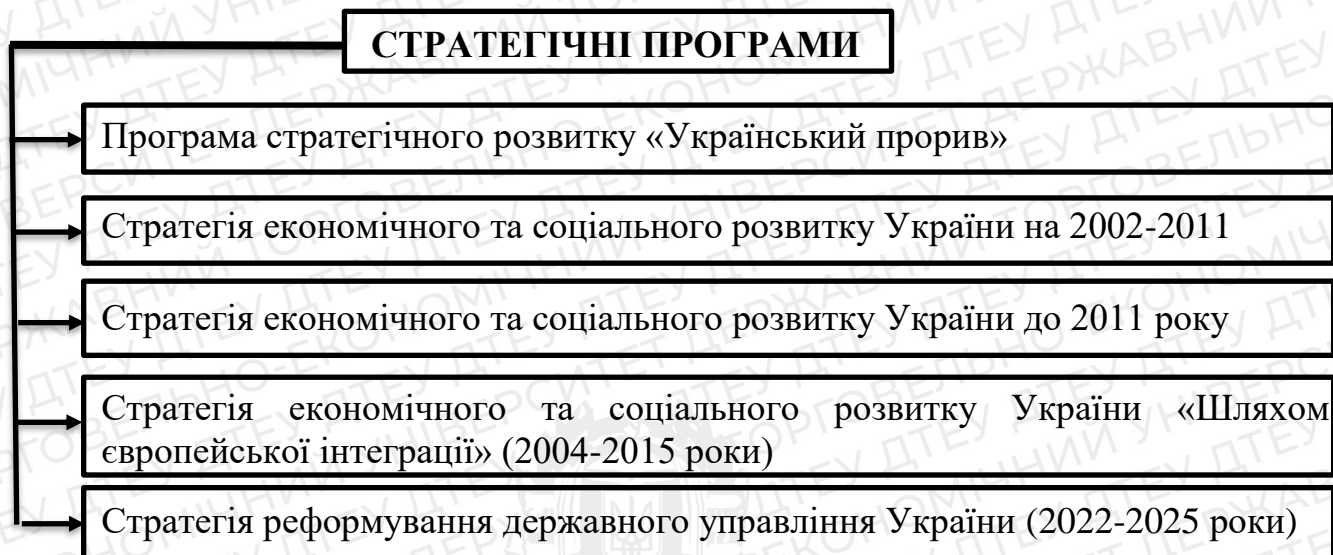 СТРАТЕГІЧНІ ПРОГРАМИ
Програма стратегічного розвитку «Український прорив»
Стратегія економічного та соціального розвитку України на 2002-2011
Стратегія економічного та соціального розвитку України до 2011 року
Стратегія економічного та соціального розвитку України «Шляхом
європейської інтеграції» (2004-2015 роки)
Стратегія реформування державного управління України (2022-2025 роки)